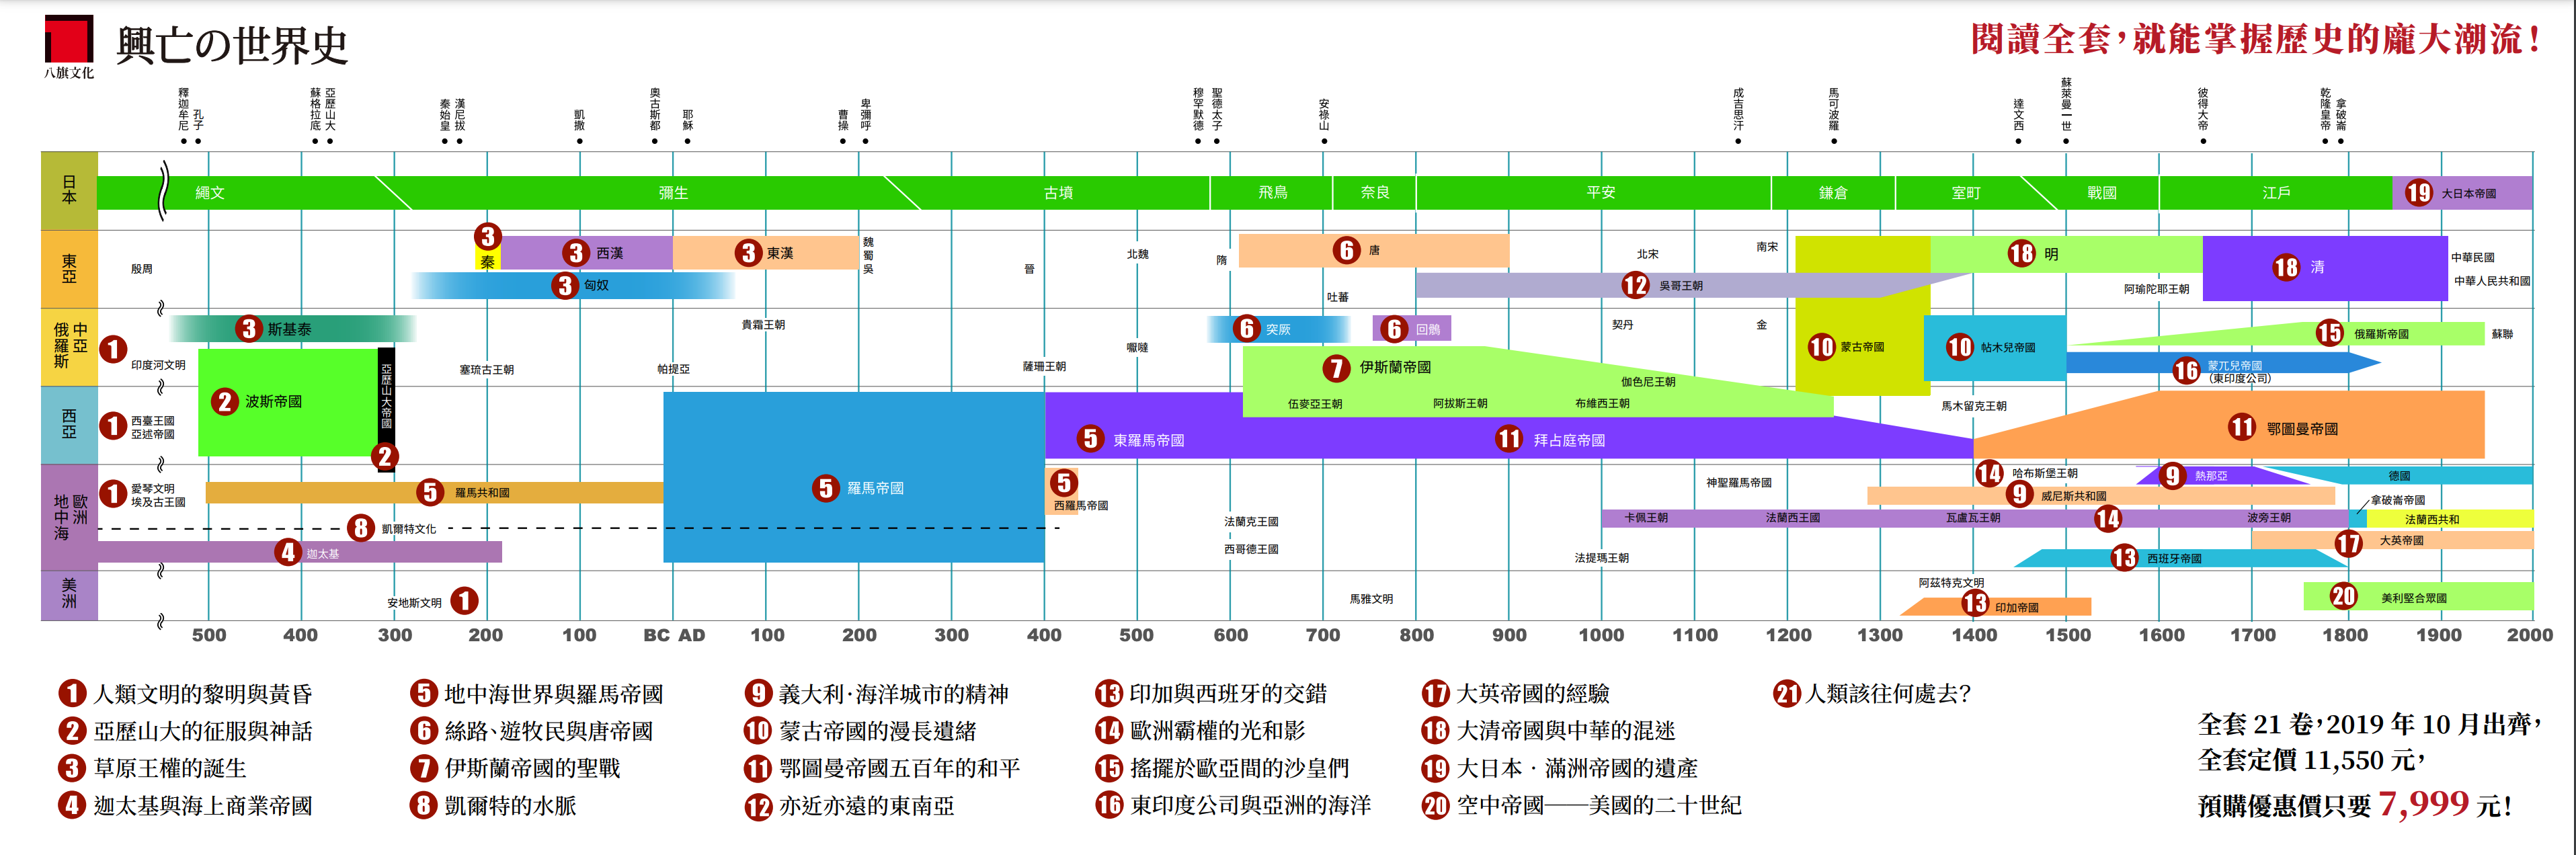 八旗文化
興亡の世界史
閱讀全套，就能掌握歷史的龐大潮流！
釋迦牟尼
孔子
蘇格拉底
亞歷山大
秦始皇
漢尼拔
凱撒
奧古斯都
耶穌
曹操
卑彌呼
穆罕默德
聖德太子
安祿山
成吉思汗
馬可波羅
達文西
蘇萊曼一世
彼得大帝
乾隆皇帝
拿破崙
日本
繩文
彌生
古墳
飛鳥
奈良
平安
鎌倉
室町
戰國
江戶
19 大日本帝國
東亞
殷周
3
秦
3 西漢
3 東漢
3 匈奴
魏
蜀
吳
晉
北魏
隋
6 唐
吐蕃
北宋
南宋
12 吳哥王朝
18 明
阿瑜陀耶王朝
18 清
中華民國
中華人民共和國
中亞
俄羅斯
1
印度河文明
3 斯基泰
塞琉古王朝
帕提亞
貴霜王朝
薩珊王朝
嚈噠
6 突厥
6 回鶻
契丹
金
10 蒙古帝國
10 帖木兒帝國
15 俄羅斯帝國
蘇聯
16 蒙兀兒帝國
（東印度公司）
西亞
1
西臺王國
亞述帝國
2 波斯帝國
亞歷山大帝國
2
5 東羅馬帝國
7 伊斯蘭帝國
伍麥亞王朝
阿拔斯王朝
布維西王朝
伽色尼王朝
11 拜占庭帝國
馬木留克王朝
11 鄂圖曼帝國
歐洲
地中海
1
愛琴文明
埃及古王國
5 羅馬共和國
8 凱爾特文化
4 迦太基
5 羅馬帝國
5
西羅馬帝國
法蘭克王國
西哥德王國
神聖羅馬帝國
法提瑪王朝
14 哈布斯堡王朝
9 威尼斯共和國
9 熱那亞
德國
拿破崙帝國
卡佩王朝
法蘭西王國
瓦盧瓦王朝
14
波旁王朝
法蘭西共和
17 大英帝國
13 西班牙帝國
美洲
安地斯文明 1
馬雅文明
阿茲特克文明
13 印加帝國
20 美利堅合眾國
500 400 300 200 100 BC AD 100 200 300 400 500 600 700 800 900 1000 1100 1200 1300 1400 1500 1600 1700 1800 1900 2000
1 人類文明的黎明與黃昏
2 亞歷山大的征服與神話
3 草原王權的誕生
4 迦太基與海上商業帝國
5 地中海世界與羅馬帝國
6 絲路、遊牧民與唐帝國
7 伊斯蘭帝國的聖戰
8 凱爾特的水脈
9 義大利·海洋城市的精神
10 蒙古帝國的漫長遺緒
11 鄂圖曼帝國五百年的和平
12 亦近亦遠的東南亞
13 印加與西班牙的交錯
14 歐洲霸權的光和影
15 搖擺於歐亞間的沙皇們
16 東印度公司與亞洲的海洋
17 大英帝國的經驗
18 大清帝國與中華的混迷
19 大日本·滿洲帝國的遺產
20 空中帝國——美國的二十世紀
21 人類該往何處去？
全套 21 卷，2019 年 10 月出齊，
全套定價 11,550 元，
預購優惠價只要 7,999 元！